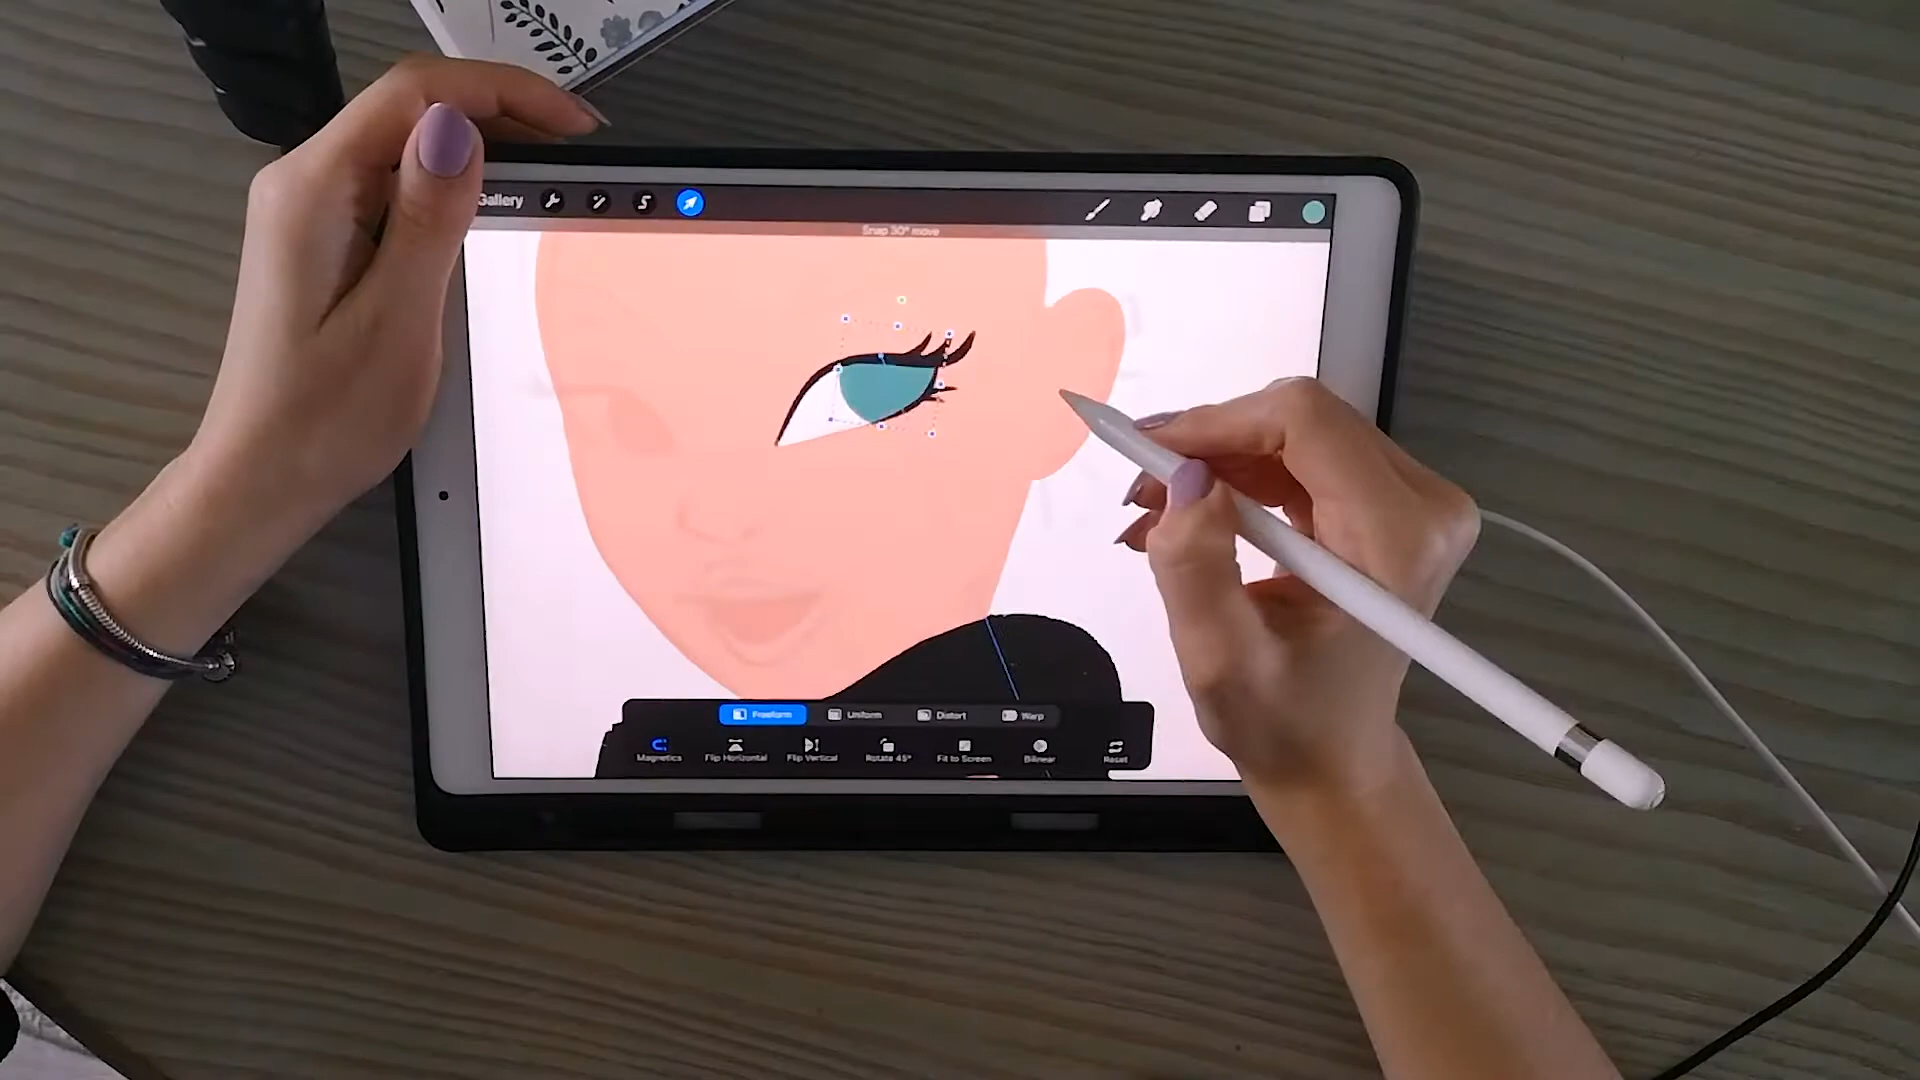 Gallery
Snap 30° move
Freeform Uniform Distort Warp
Magnetics Flip Horizontal Flip Vertical Rotate 45° Fit to Screen Bilinear Reset